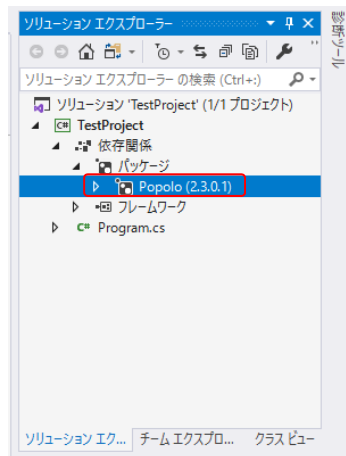 ソリューション エクスプローラー
診断ツール
ソリューション エクスプローラー の検索 (Ctrl+:)
ソリューション 'TestProject' (1/1 プロジェクト)
C# TestProject
依存関係
パッケージ
Popolo (2.3.0.1)
フレームワーク
C# Program.cs
ソリューション エク... チーム エクスプロ... クラス ビュー